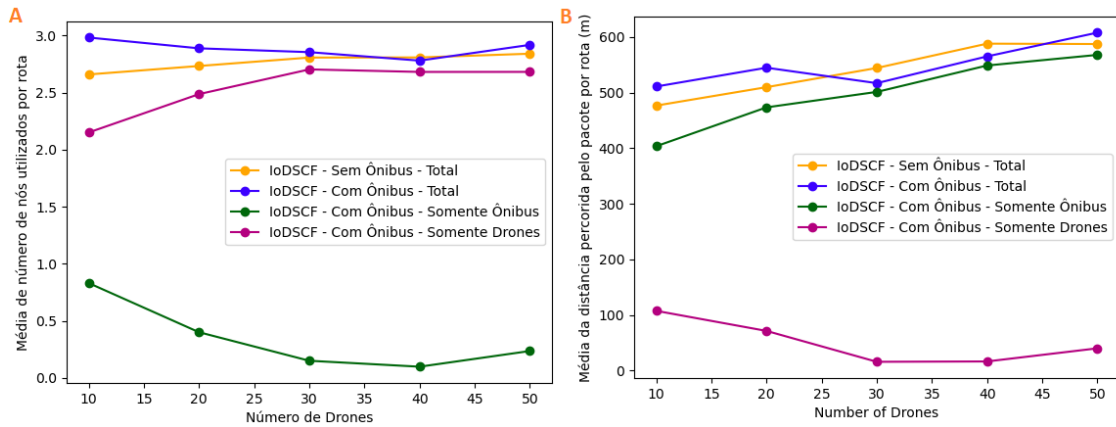 A
Média de número de nós utilizados por rota
3.0
2.5
2.0
1.5
1.0
0.5
0.0
IoDSCF - Sem Ônibus - Total
IoDSCF - Com Ônibus - Total
IoDSCF - Com Ônibus - Somente Ônibus
IoDSCF - Com Ônibus - Somente Drones
10 15 20 25 30 35 40 45 50
Número de Drones
B
Média da distância percorrida pelo pacote por rota (m)
600
500
400
300
200
100
0
IoDSCF - Sem Ônibus - Total
IoDSCF - Com Ônibus - Total
IoDSCF - Com Ônibus - Somente Ônibus
IoDSCF - Com Ônibus - Somente Drones
10 15 20 25 30 35 40 45 50
Number of Drones